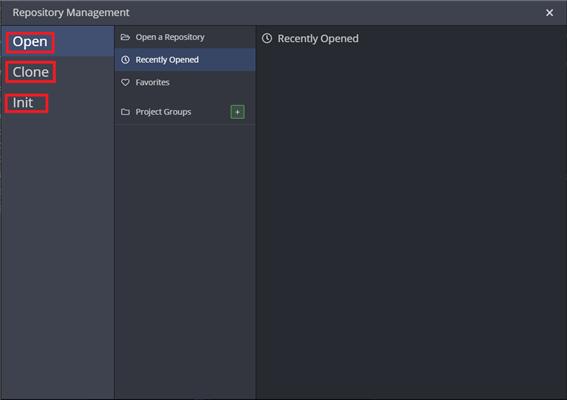 Repository Management
Open
Clone
Init
Open a Repository
Recently Opened
Favorites
Project Groups
Recently Opened